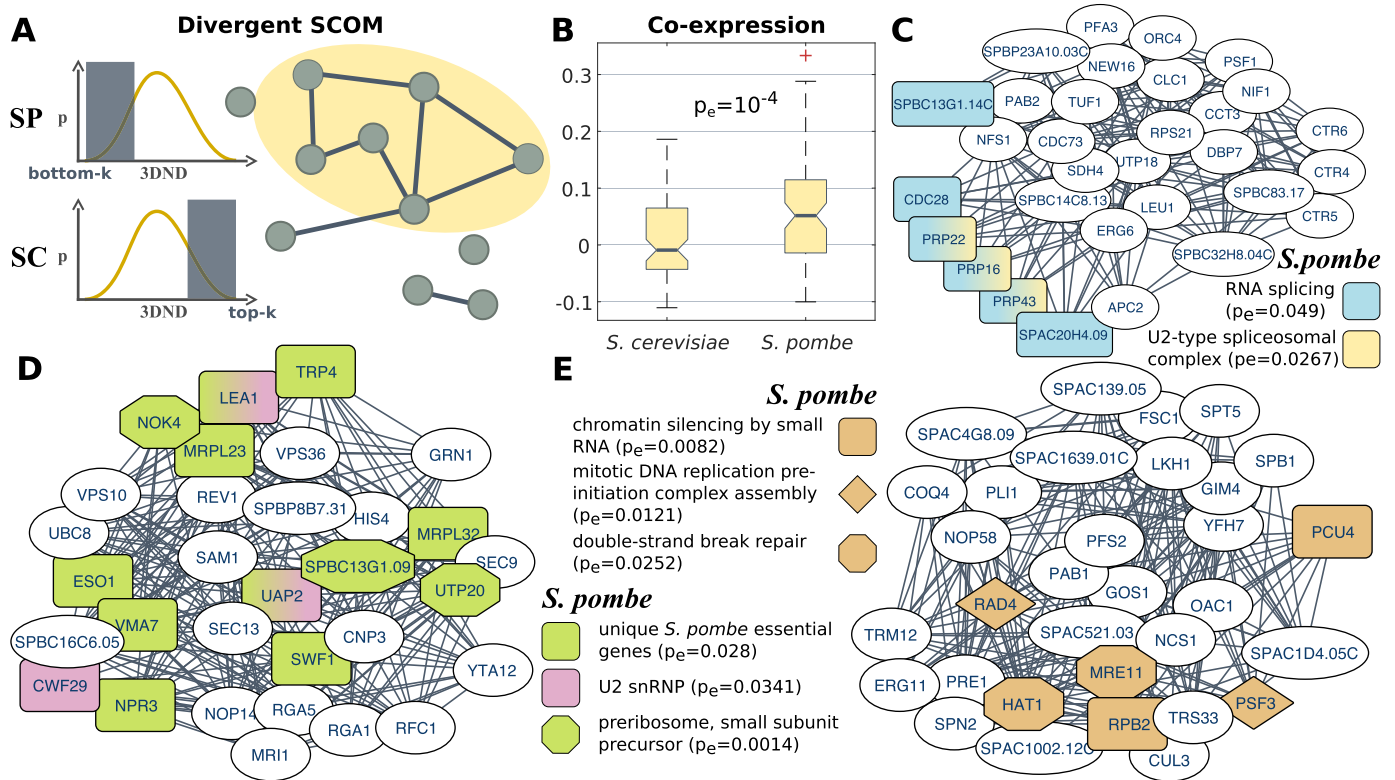 A
Divergent SCOM
SP
p
bottom-k
3DND
SC
p
3DND
top-k
B
Co-expression
0.3
0.2
0.1
0
-0.1
pe=10-4
S. cerevisiae
S. pombe
C
PFA3
ORC4
SPBP23A10.03C
PSF1
NEW16
CLC1
NIF1
SPBC13G1.14C
PAB2
TUF1
CCT3
CTR6
NFS1
CDC73
RPS21
DBP7
UTP18
SDH4
CTR4
CDC28
SPBC14C8.13
LEU1
SPBC83.17
CTR5
PRP22
ERG6
SPBC32H8.04C
PRP16
PRP43
APC2
SPAC20H4.09
S.pombe
RNA splicing
(pe=0.049)
U2-type spliceosomal
complex (pe=0.0267)
D
TRP4
LEA1
NOK4
MRPL23
VPS36
GRN1
VPS10
REV1
SPBP8B7.31
HIS4
UBC8
MRPL32
SAM1
SPBC13G1.09
SEC9
ESO1
UAP2
UTP20
VMA7
SEC13
CNP3
SPBC16C6.05
SWF1
YTA12
CWF29
NPR3
NOP14
RGA5
RGA1
RFC1
MRI1
S. pombe
unique S. pombe essential
genes (pe=0.028)
U2 snRNP (pe=0.0341)
preribosome, small subunit
precursor (pe=0.0014)
E
S. pombe
chromatin silencing by small
RNA (pe=0.0082)
mitotic DNA replication pre-
initiation complex assembly
(pe=0.0121)
double-strand break repair
(pe=0.0252)
SPAC139.05
FSC1
SPT5
SPAC4G8.09
SPAC1639.01C
LKH1
SPB1
COQ4
PLI1
GIM4
NOP58
YFH7
PCU4
PFS2
PAB1
GOS1
RAD4
OAC1
TRM12
SPAC521.03
NCS1
SPAC1D4.05C
MRE11
ERG11
PRE1
HAT1
PSF3
SPN2
RPB2
TRS33
SPAC1002.12C
CUL3